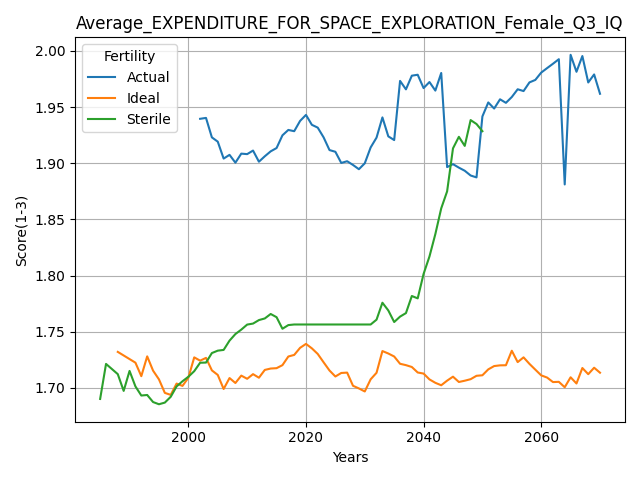 Average_EXPENDITURE_FOR_SPACE_EXPLORATION_Female_Q3_IQ
Fertility
Actual
Ideal
Sterile
Score(1-3)
2.00
1.95
1.90
1.85
1.80
1.75
1.70
2000 2020 2040 2060
Years